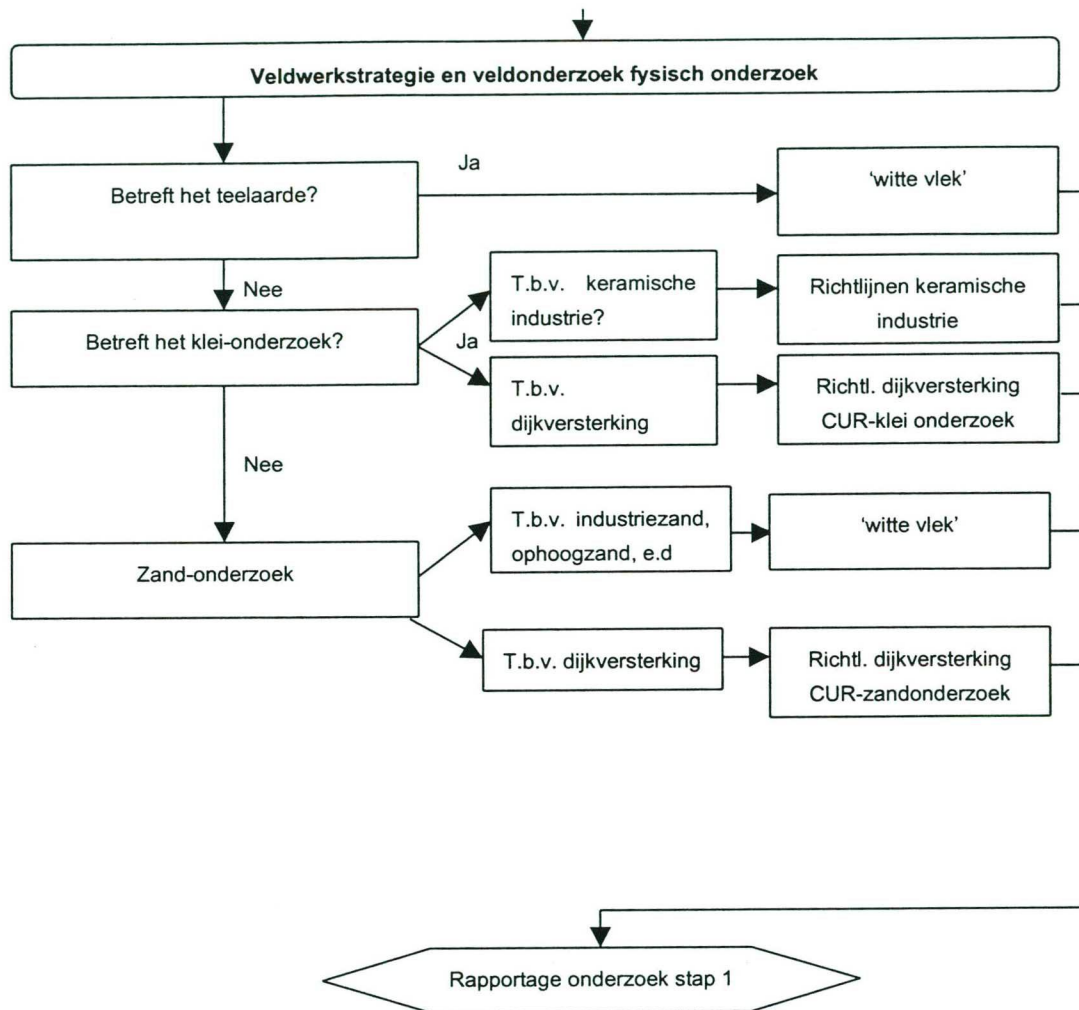 Veldwerkstrategie en veldonderzoek fysisch onderzoek
Betreft het teelaarde?
Ja
'witte vlek'
Nee
Betreft het klei-onderzoek?
Ja
T.b.v. keramische
industrie?
Richtlijnen keramische
industrie
T.b.v.
dijkversterking
Richtl. dijkversterking
CUR-klei onderzoek
Nee
Zand-onderzoek
T.b.v. industriezand,
ophoogzand, e.d
'witte vlek'
T.b.v. dijkversterking
Richtl. dijkversterking
CUR-zandonderzoek
Rapportage onderzoek stap 1